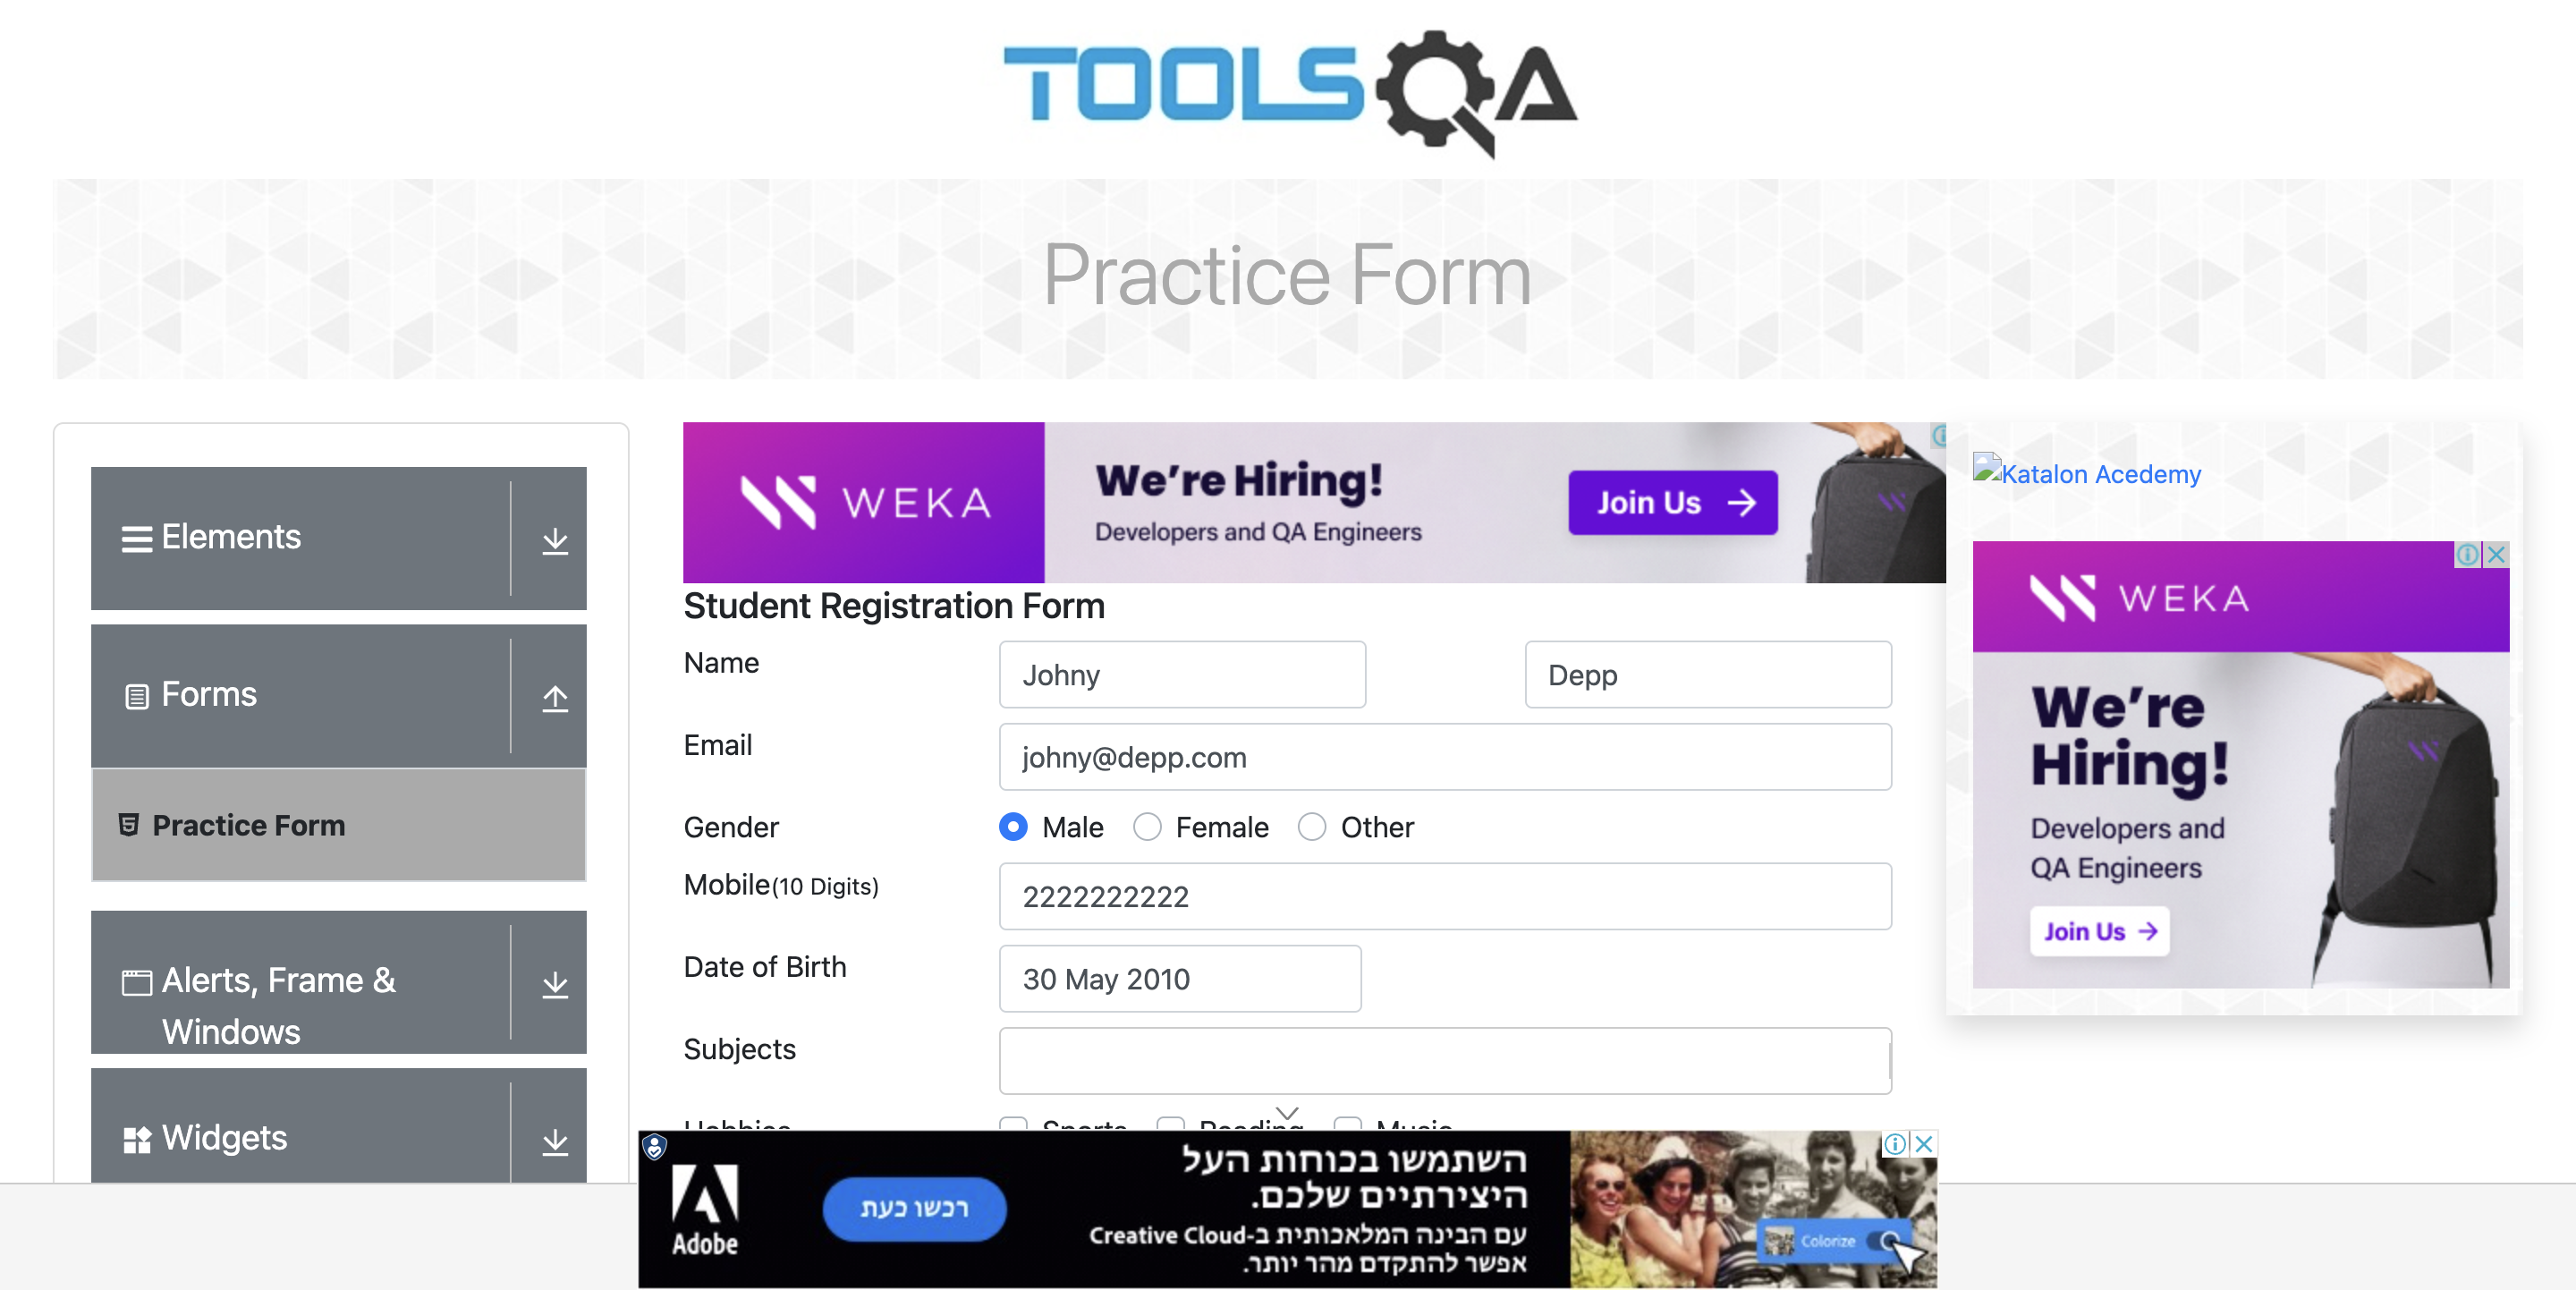 TOOLSQA
Practice Form
Elements
Forms
Practice Form
Alerts, Frame &
Windows
Widgets
WEKA
We're Hiring!
Developers and QA Engineers
Join Us →
Student Registration Form
Name
Johny
Depp
Email
johny@depp.com
Gender
Male
Female
Other
Mobile(10 Digits)
2222222222
Date of Birth
30 May 2010
Subjects
Hobbies
Sports
Reading
Music
Katalon Acedemy
WEKA
We're
Hiring!
Developers and
QA Engineers
Join Us →
Adobe
רכשו כעת
השתמשו בכוחות העל
היצירתיים שלכם.
עם הבינה המלאכותית ב-Creative Cloud
אפשר להתקדם מהר יותר.
Colorize